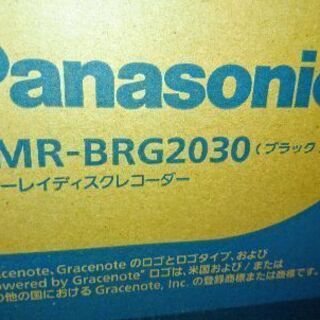 Panasonic
MR-BRG2030(ブラック
ーレイディスクレコーダー
cenote、Gracenote のロゴとロゴタイプ、および
owered by Gracenote" ロゴは、米国および／または
の他の国における Gracenote, Inc. の登録商標または商標です。